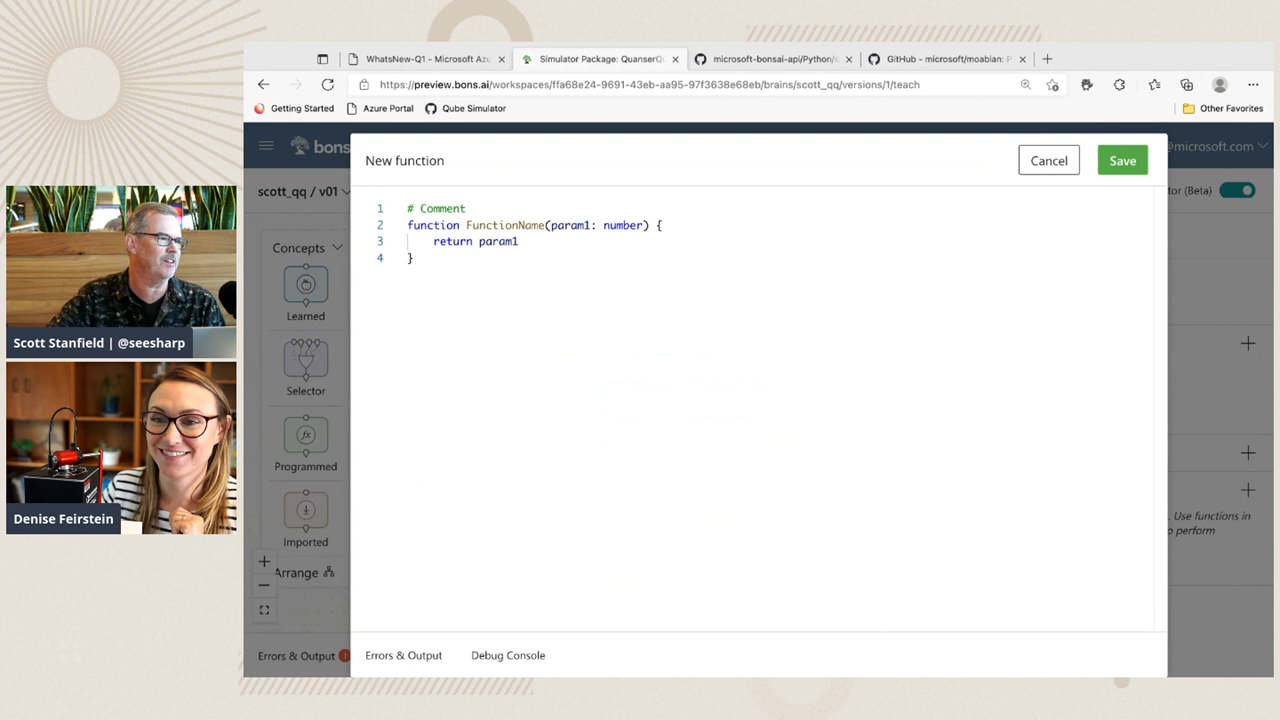 WhatsNew-Q1 - Microsoft Azu
Simulator Package: QuanserQu
microsoft-bonsai-api/Python/s
GitHub - microsoft/moabian: P
https://preview.bons.ai/workspaces/ffa68e24-9691-43eb-aa95-97f3638e68eb/brains/scott_qq/versions/1/teach
Getting Started
Azure Portal
Qube Simulator
Other Favorites
bons
@microsoft.com
New function
Cancel
Save
scott_qq / v01
tor (Beta)
1 # Comment
2 function FunctionName(param1: number) {
3 return param1
4 }
Concepts
Learned
Selector
Programmed
Imported
Arrange
. Use functions in
o perform
Errors & Output
Errors & Output
Debug Console
Scott Stanfield | @seesharp
Denise Feirstein